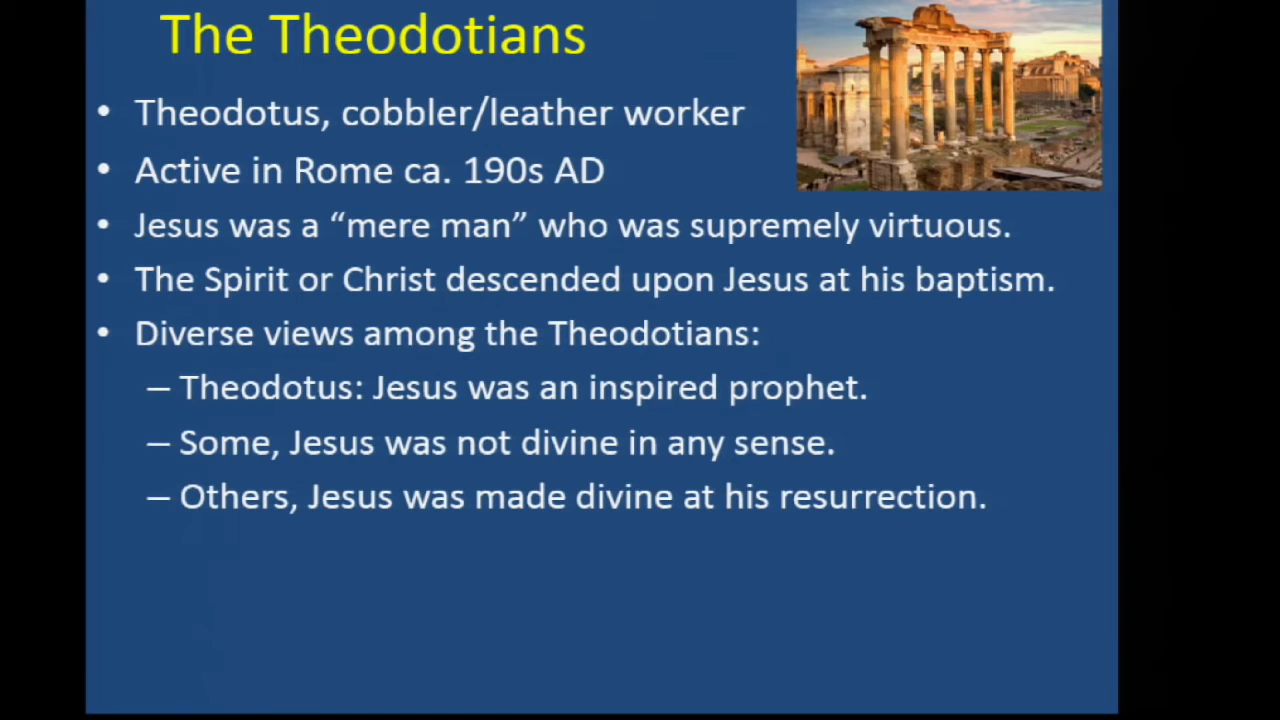 The Theodotians
• Theodotus, cobbler/leather worker
• Active in Rome ca. 190s AD
• Jesus was a “mere man” who was supremely virtuous.
• The Spirit or Christ descended upon Jesus at his baptism.
• Diverse views among the Theodotians:
– Theodotus: Jesus was an inspired prophet.
– Some, Jesus was not divine in any sense.
– Others, Jesus was made divine at his resurrection.